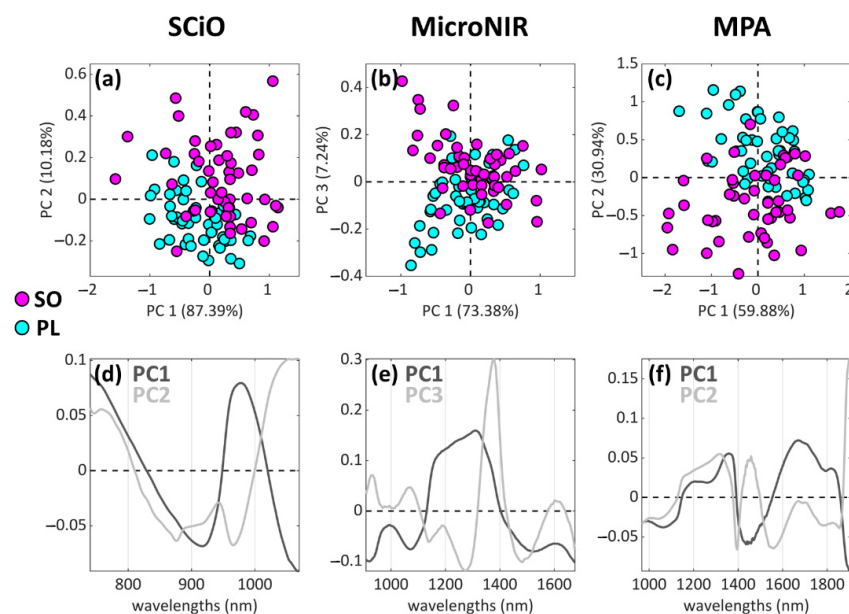 SCiO MicroNIR MPA
(a) (b) (c)
PC 2 (10.18%)
0.6
0.4
0.2
0
−0.2
−2 −1 0 1 2
PC 1 (87.39%)
PC 3 (7.24%)
0.4
0.2
0
−0.2
−0.4
−1 0 1
PC 1 (73.38%)
PC 2 (30.94%)
1.5
1
0.5
0
−0.5
−1
−2 −1 0 1 2
PC 1 (59.88%)
SO
PL
(d) PC1
PC2
0.1
0.05
0
−0.05
800 900 1000
wavelengths (nm)
(e) PC1
PC3
0.3
0.2
0.1
0
−0.1
1000 1200 1400 1600
wavelengths (nm)
(f) PC1
PC2
0.15
0.1
0.05
0
−0.05
1000 1200 1400 1600 1800
wavelengths (nm)